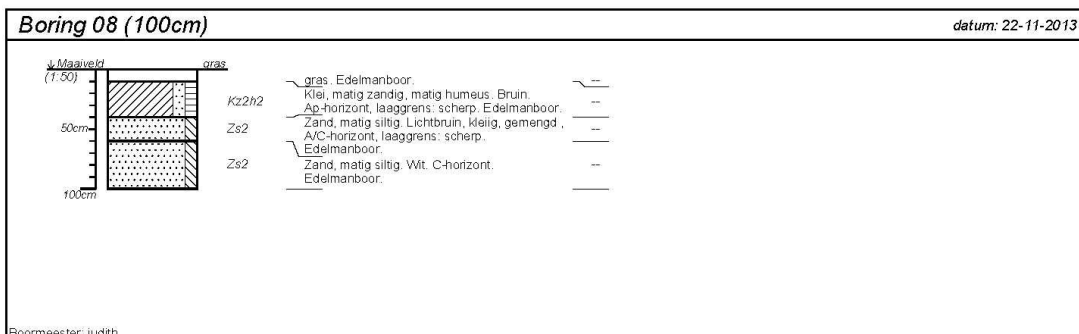 Boring 08 (100cm)
datum: 22-11-2013
↓ Maaiveld
gras
(1:50)
gras. Edelmanboor.
--
Kz2h2
Klei, matig zandig, matig humeus. Bruin.
Ap-horizont, laaggrens: scherp. Edelmanboor.
--
50cm
Zs2
Zand, matig siltig. Lichtbruin, kleiig, gemengd ,
A/C-horizont, laaggrens: scherp.
Edelmanboor.
--
Zs2
Zand, matig siltig. Wit. C-horizont.
Edelmanboor.
--
100cm
Boormeester: judith